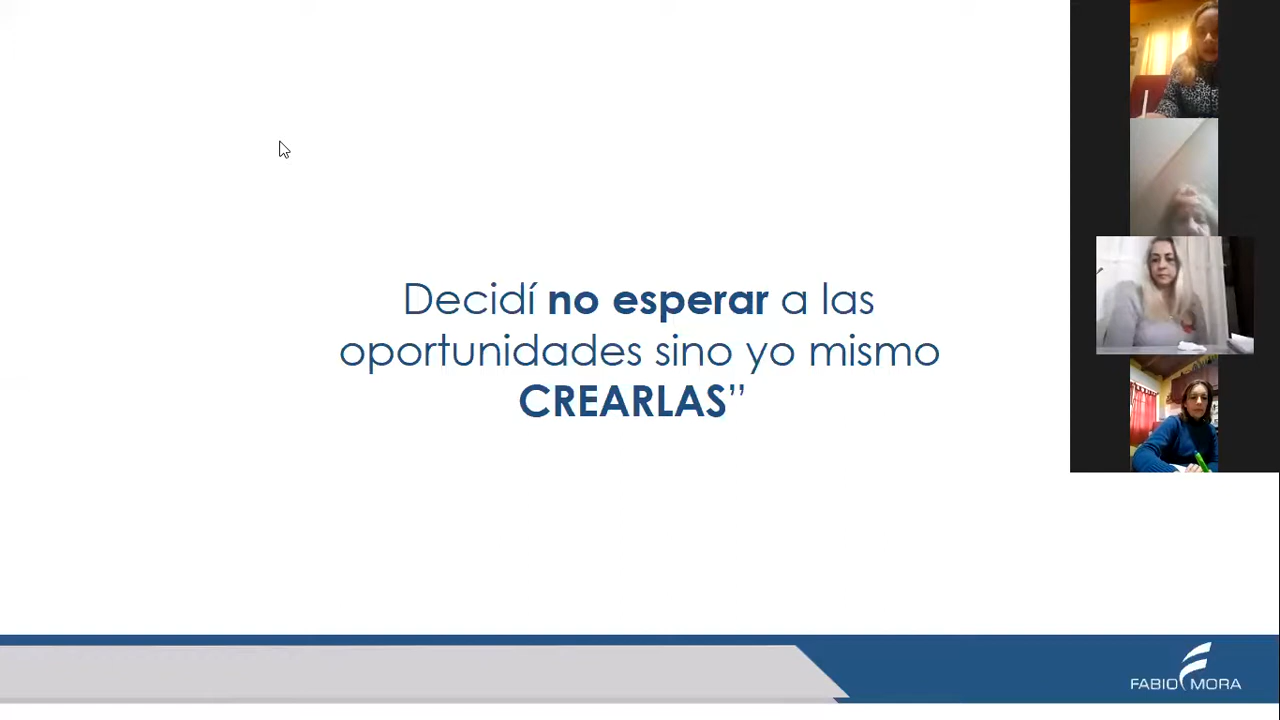 Decidí no esperar a las
oportunidades sino yo mismo
CREARLAS”
FABIO MORA